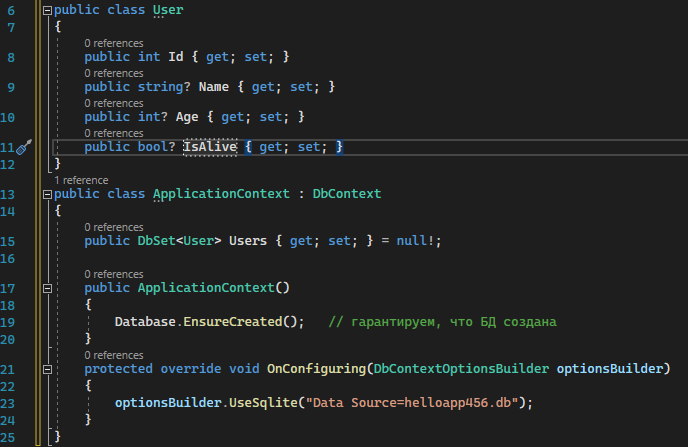 6 public class User
7 {
0 references
8 public int Id { get; set; }
0 references
9 public string? Name { get; set; }
0 references
10 public int? Age { get; set; }
0 references
11 public bool? IsAlive { get; set; }
12 }
1 reference
13 public class ApplicationContext : DbContext
14 {
0 references
15 public DbSet<User> Users { get; set; } = null!;
16
0 references
17 public ApplicationContext()
18 {
19 Database.EnsureCreated(); // гарантируем, что БД создана
20 }
0 references
21 protected override void OnConfiguring(DbContextOptionsBuilder optionsBuilder)
22 {
23 optionsBuilder.UseSqlite("Data Source=helloapp456.db");
24 }
25 }